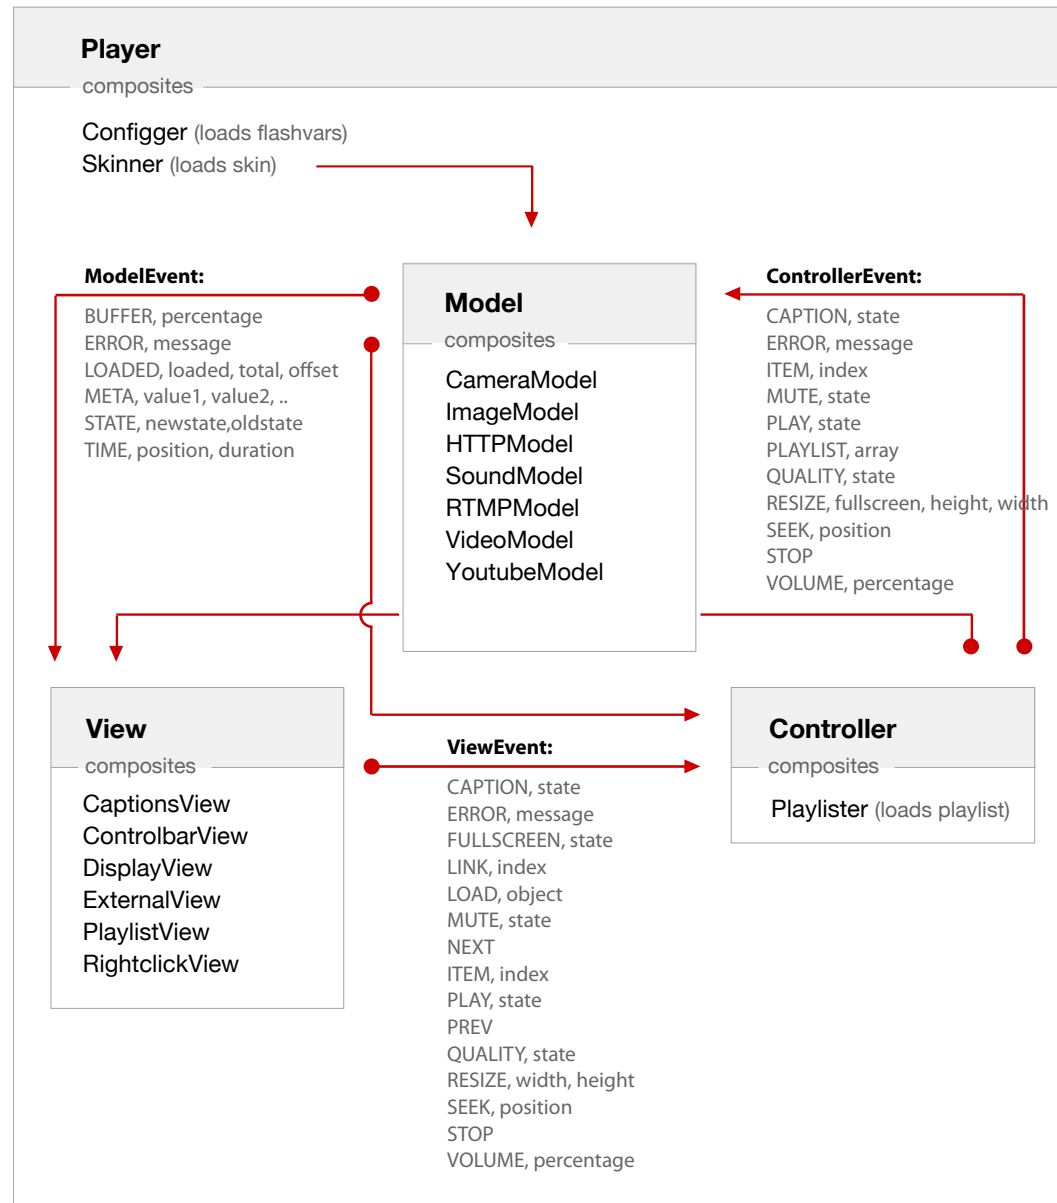 Player
composites
Configger (loads flashvars)
Skinner (loads skin)
ModelEvent:
BUFFER, percentage
ERROR, message
LOADED, loaded, total, offset
META, value1, value2, ..
STATE, newstate,oldstate
TIME, position, duration
Model
composites
CameraModel
ImageModel
HTTPModel
SoundModel
RTMPModel
VideoModel
YoutubeModel
ControllerEvent:
CAPTION, state
ERROR, message
ITEM, index
MUTE, state
PLAY, state
PLAYLIST, array
QUALITY, state
RESIZE, fullscreen, height, width
SEEK, position
STOP
VOLUME, percentage
View
composites
CaptionsView
ControlbarView
DisplayView
ExternalView
PlaylistView
RightclickView
ViewEvent:
CAPTION, state
ERROR, message
FULLSCREEN, state
LINK, index
LOAD, object
MUTE, state
NEXT
ITEM, index
PLAY, state
PREV
QUALITY, state
RESIZE, width, height
SEEK, position
STOP
VOLUME, percentage
Controller
composites
Playlister (loads playlist)